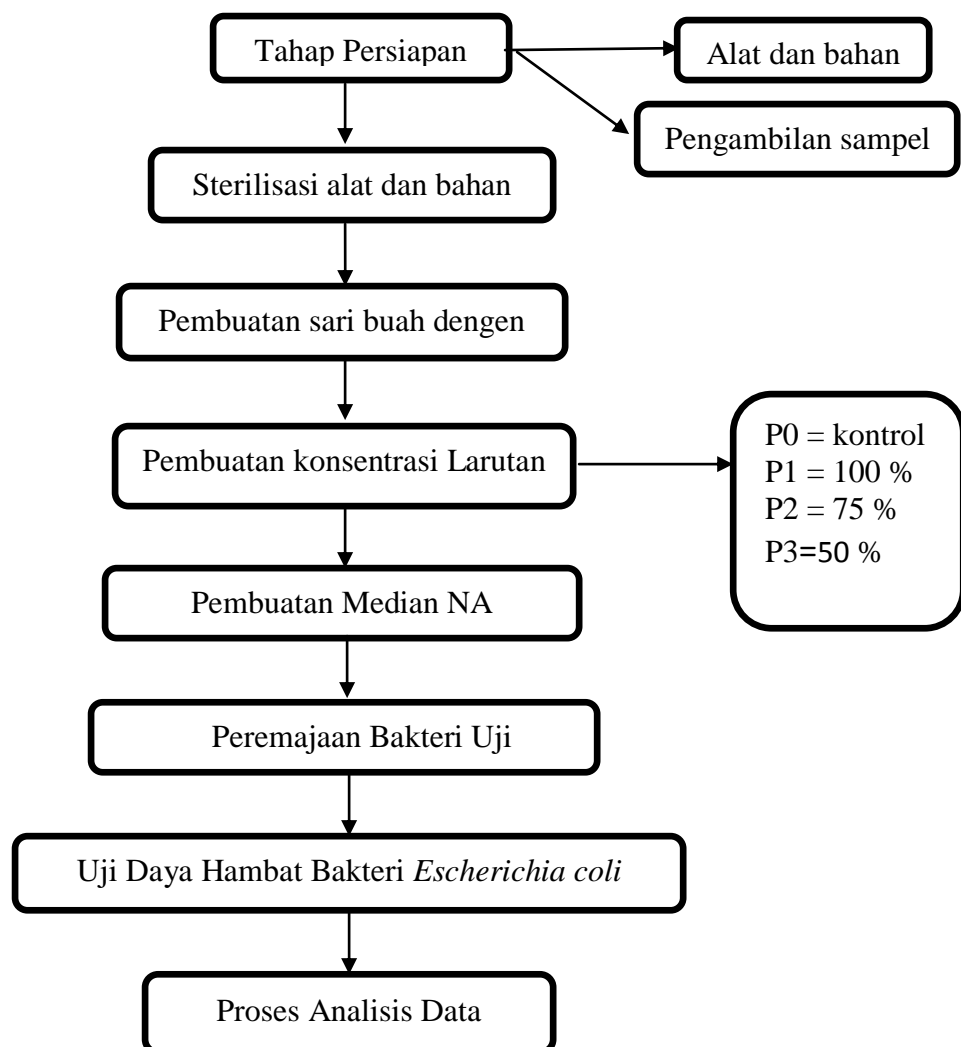 Tahap Persiapan
Alat dan bahan
Pengambilan sampel
Sterilisasi alat dan bahan
Pembuatan sari buah dengen
Pembuatan konsentrasi Larutan
P0 = kontrol
P1 = 100 %
P2 = 75 %
P3=50 %
Pembuatan Median NA
Peremajaan Bakteri Uji
Uji Daya Hambat Bakteri Escherichia coli
Proses Analisis Data